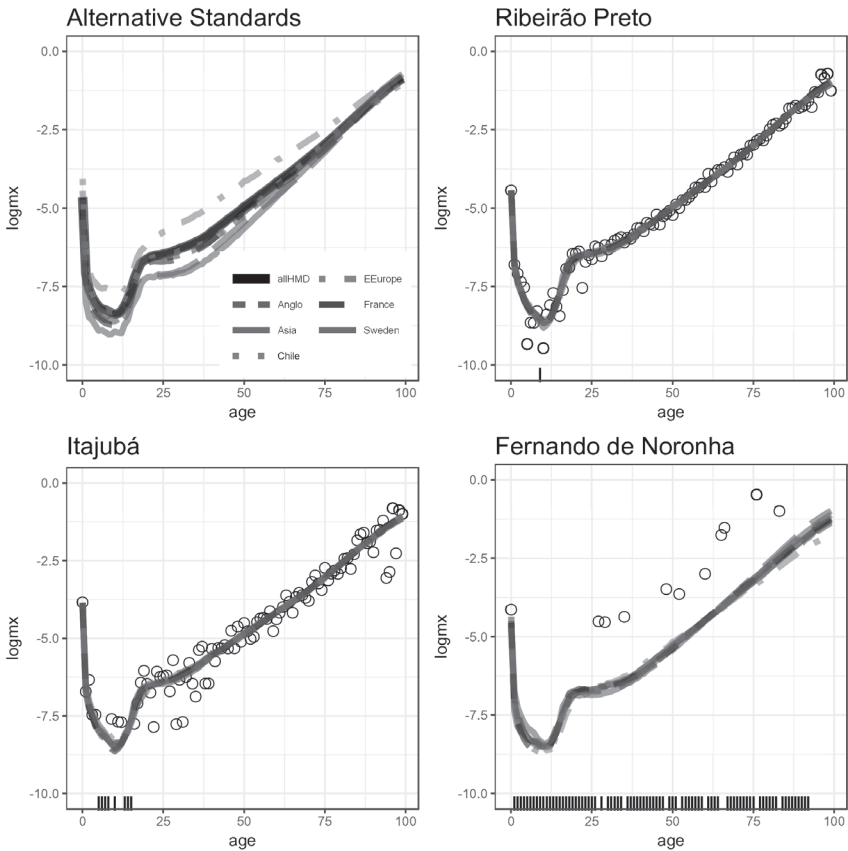 Alternative Standards
0.0
-2.5
-5.0
-7.5
-10.0
logmx
allHMD
EEurope
Anglo
France
Asia
Sweden
Chile
0 25 50 75 100
age
Ribeirão Preto
0.0
-2.5
-5.0
-7.5
-10.0
logmx
0 25 50 75 100
age
Itajubá
0.0
-2.5
-5.0
-7.5
-10.0
logmx
0 25 50 75 100
age
Fernando de Noronha
0.0
-2.5
-5.0
-7.5
-10.0
logmx
0 25 50 75 100
age